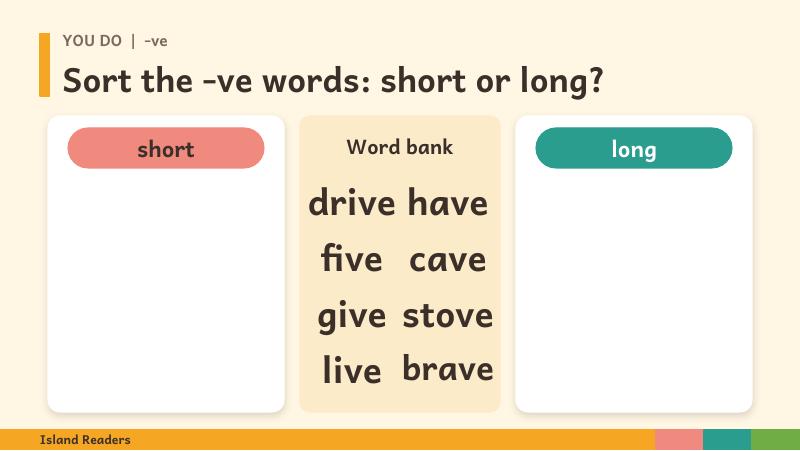 YOU DO | -ve
Sort the -ve words: short or long?
short
Word bank
drive have
five cave
give stove
live brave
long
Island Readers